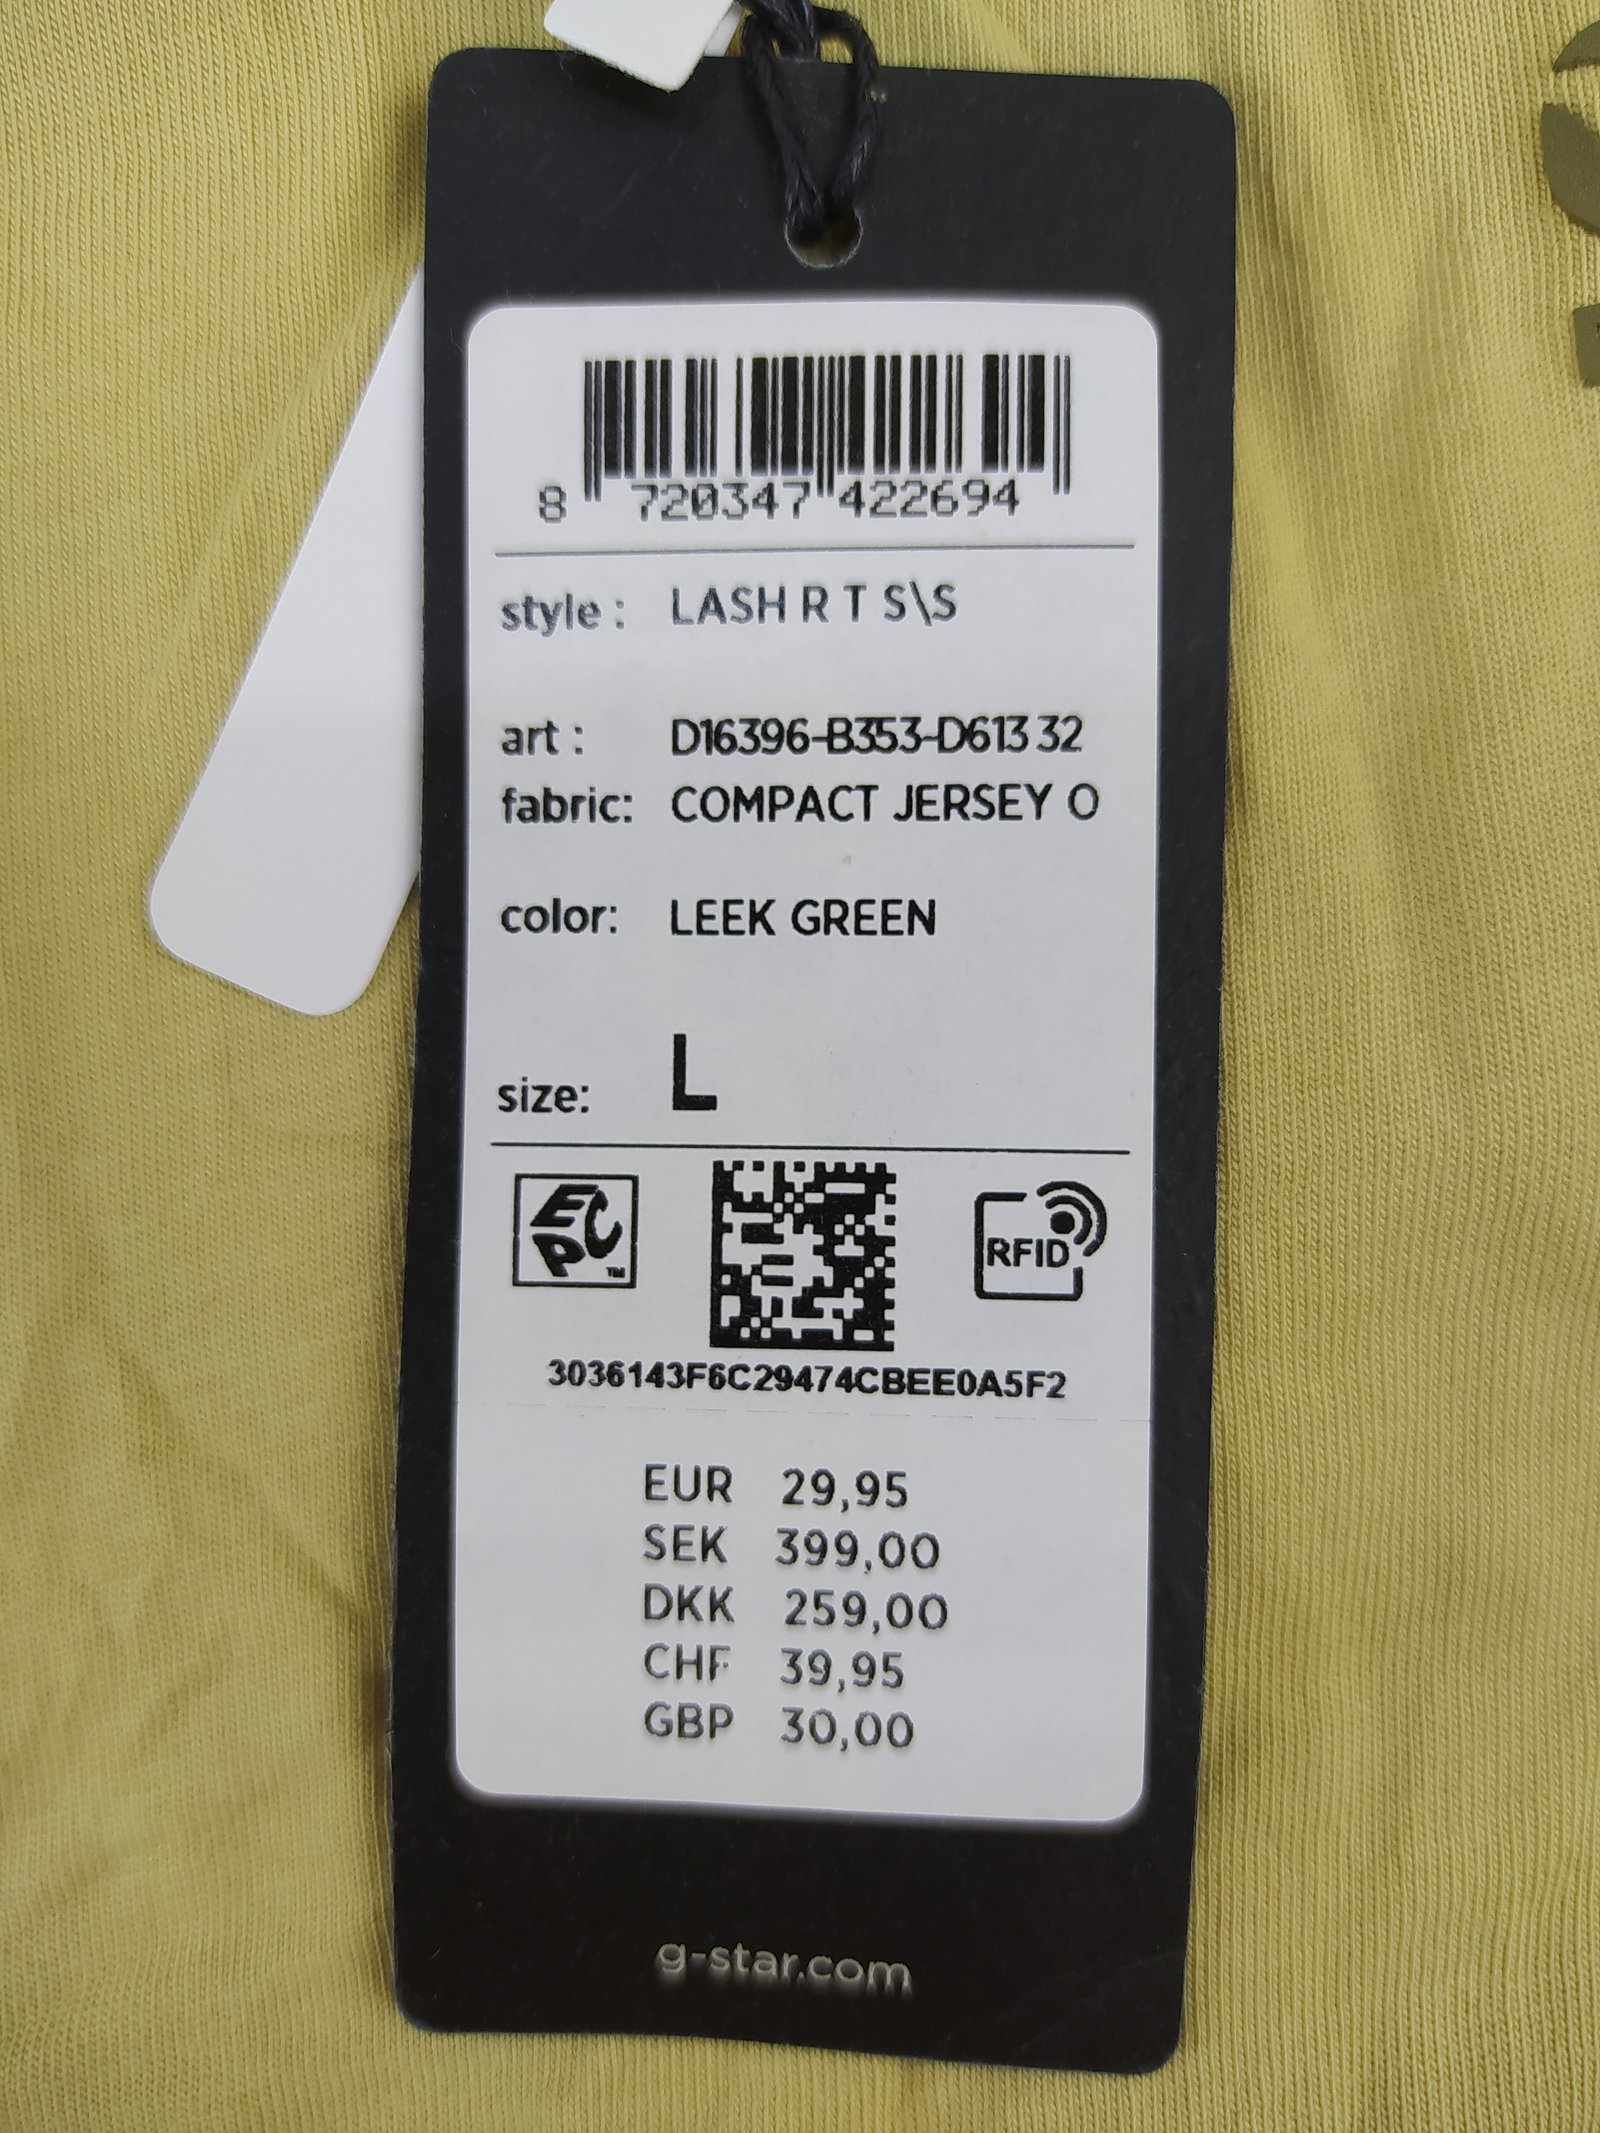 8 720347 422694
style: LASH R T S\S
art: D16396-B353-D613 32
fabric: COMPACT JERSEY O
color: LEEK GREEN
size: L
EPC™
RFID
3036143F6C29474CBEE0A5F2
EUR 29,95
SEK 399,00
DKK 259,00
CHF 39,95
GBP 30,00
g-star.com